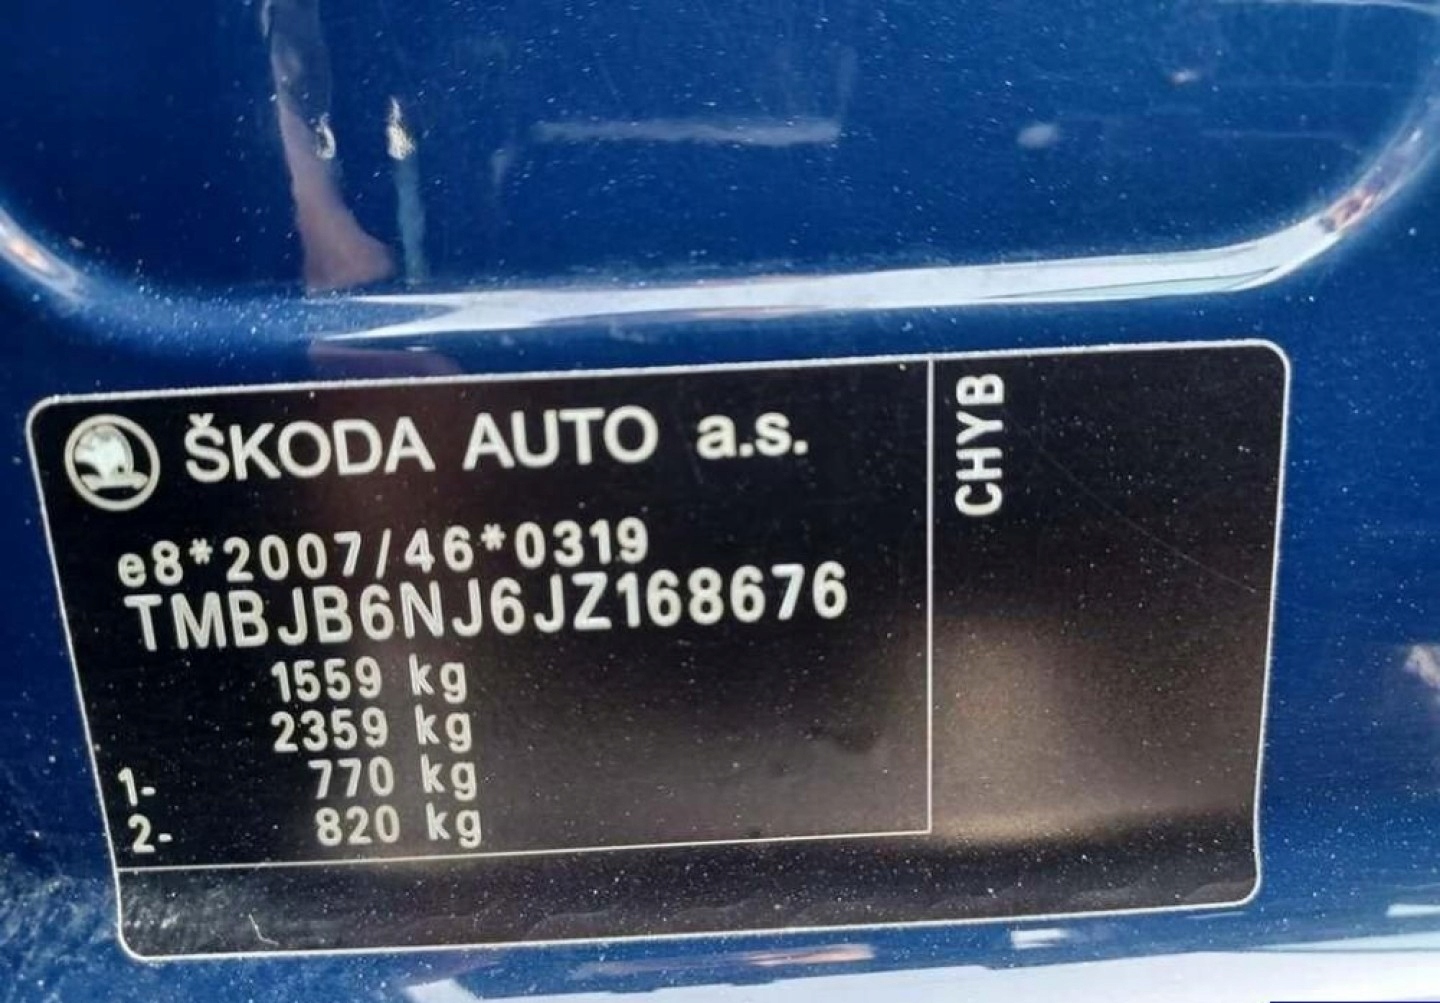 ŠKODA AUTO a.s.
e8*2007/46*0319
TMBJB6NJ6JZ168676
1559 kg
2359 kg
1- 770 kg
2- 820 kg
CHYB